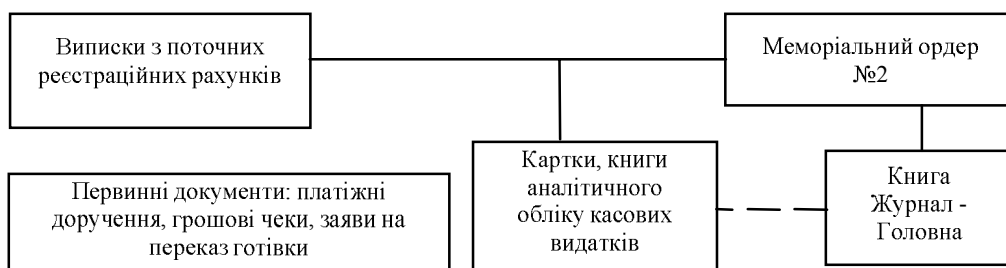 Виписки з поточних
реєстраційних рахунків
Меморіальний ордер
№2
Первинні документи: платіжні
доручення, грошові чеки, заяви на
переказ готівки
Картки, книги
аналітичного
обліку касових
видатків
Книга
Журнал -
Головна